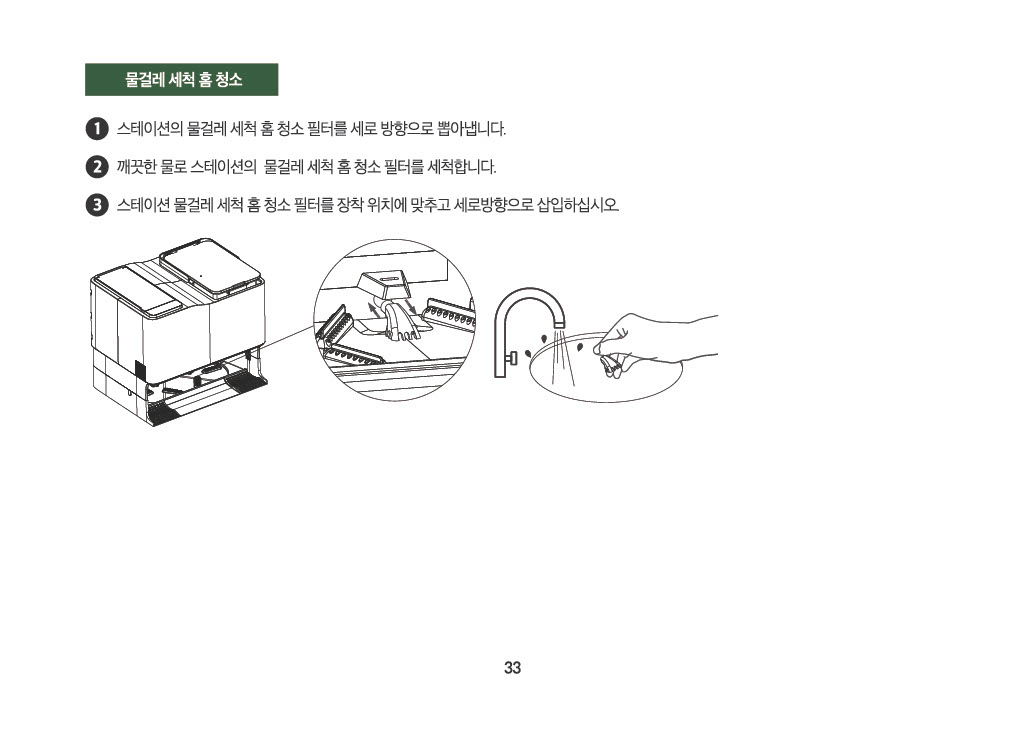 물걸레 세척 홈 청소
1 스테이션의 물걸레 세척 홈 청소 필터를 세로 방향으로 뽑아냅니다.
2 깨끗한 물로 스테이션의 물걸레 세척 홈 청소 필터를 세척합니다.
3 스테이션 물걸레 세척 홈 청소 필터를 장착 위치에 맞추고 세로방향으로 삽입하십시오.
33